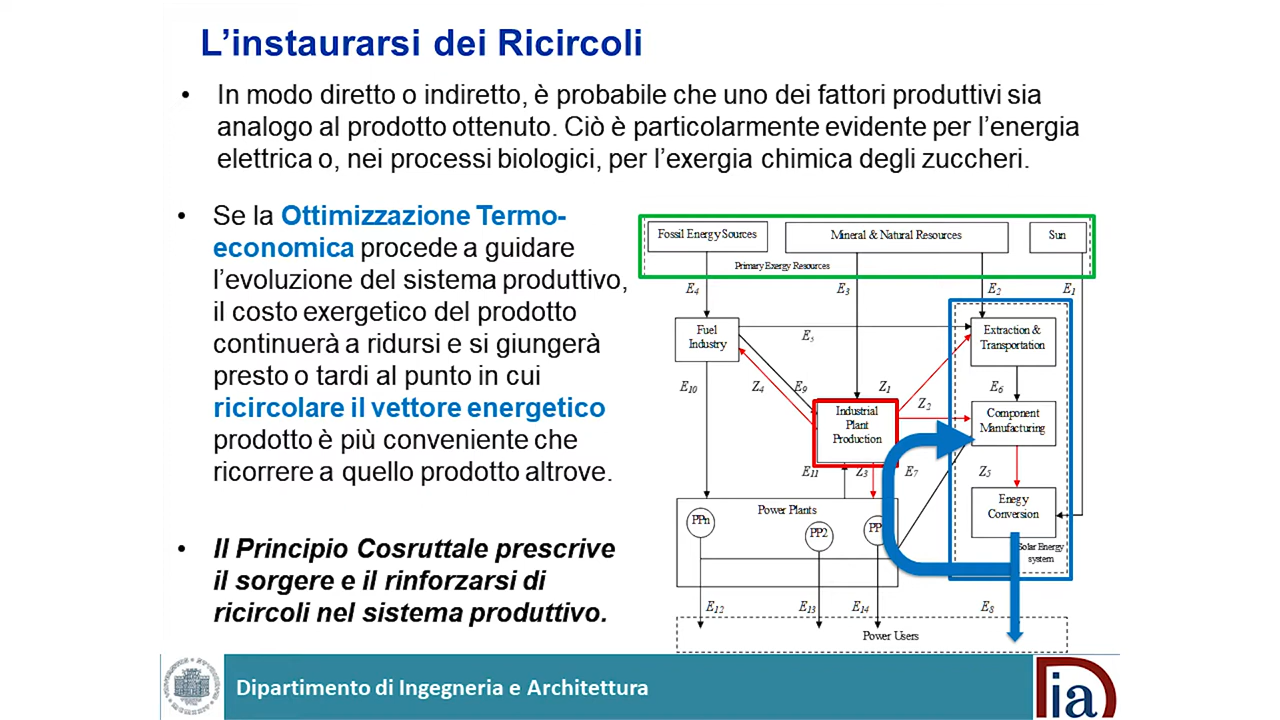 L’instaurarsi dei Ricircoli
• In modo diretto o indiretto, è probabile che uno dei fattori produttivi sia
analogo al prodotto ottenuto. Ciò è particolarmente evidente per l’energia
elettrica o, nei processi biologici, per l’exergia chimica degli zuccheri.
• Se la Ottimizzazione Termo-
economica procede a guidare
l’evoluzione del sistema produttivo,
il costo exergetico del prodotto
continuerà a ridursi e si giungerà
presto o tardi al punto in cui
ricircolare il vettore energetico
prodotto è più conveniente che
ricorrere a quello prodotto altrove.
• Il Principio Cosruttale prescrive
il sorgere e il rinforzarsi di
ricircoli nel sistema produttivo.
Fossil Energy Sources
Mineral & Natural Resources
Sun
Primary Exergy Resources
E4
E3
E2
E1
Fuel
Industry
E5
Extraction &
Transportation
E10
Z4
E9
Z1
E6
Z2
Industrial
Plant
Production
Component
Manufacturing
E11
Z3
E7
Z5
Power Plants
Enegy
Conversion
PPn
PP2
PP
Solar Energy
system
E12
E13
E14
E8
Power Users
Dipartimento di Ingegneria e Architettura
Dia